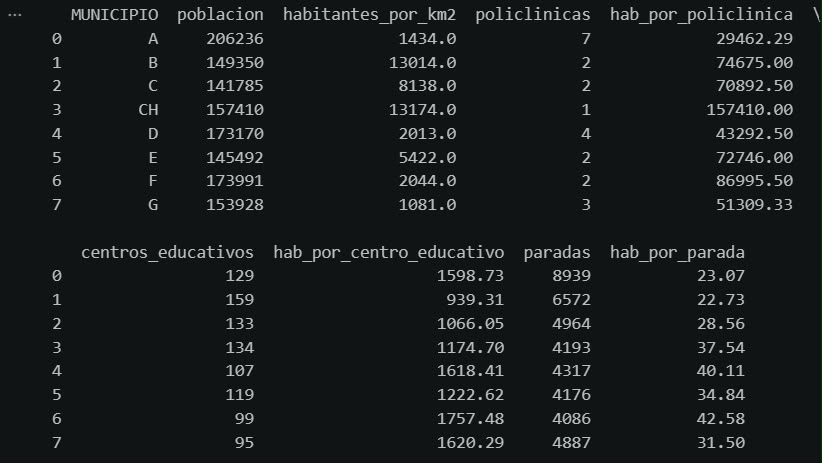 ... MUNICIPIO poblacion habitantes_por_km2 policlinicas hab_por_policlinica \
0 A 206236 1434.0 7 29462.29
1 B 149350 13014.0 2 74675.00
2 C 141785 8138.0 2 70892.50
3 CH 157410 13174.0 1 157410.00
4 D 173170 2013.0 4 43292.50
5 E 145492 5422.0 2 72746.00
6 F 173991 2044.0 2 86995.50
7 G 153928 1081.0 3 51309.33
centros_educativos hab_por_centro_educativo paradas hab_por_parada
0 129 1598.73 8939 23.07
1 159 939.31 6572 22.73
2 133 1066.05 4964 28.56
3 134 1174.70 4193 37.54
4 107 1618.41 4317 40.11
5 119 1222.62 4176 34.84
6 99 1757.48 4086 42.58
7 95 1620.29 4887 31.50